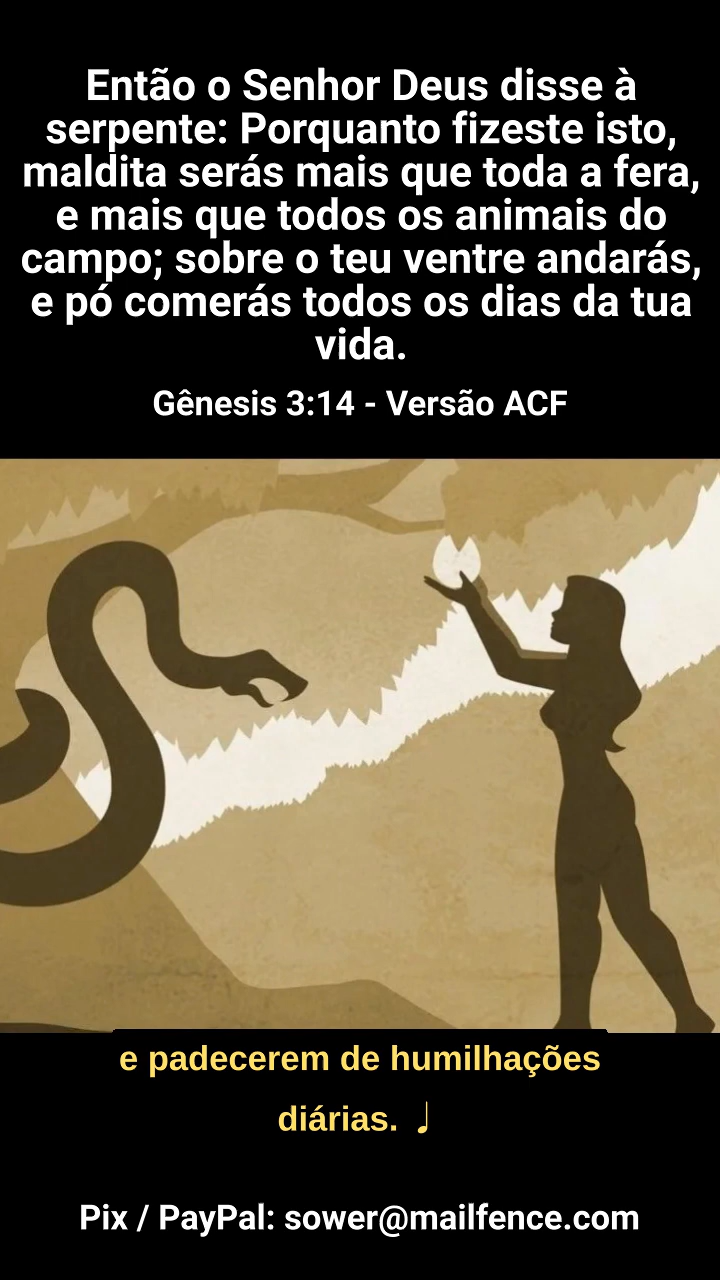 Então o Senhor Deus disse à
serpente: Porquanto fizeste isto,
maldita serás mais que toda a fera,
e mais que todos os animais do
campo; sobre o teu ventre andarás,
e pó comerás todos os dias da tua
vida.
Gênesis 3:14 - Versão ACF
e padecerem de humilhações
diárias. ♩
Pix / PayPal: sower@mailfence.com